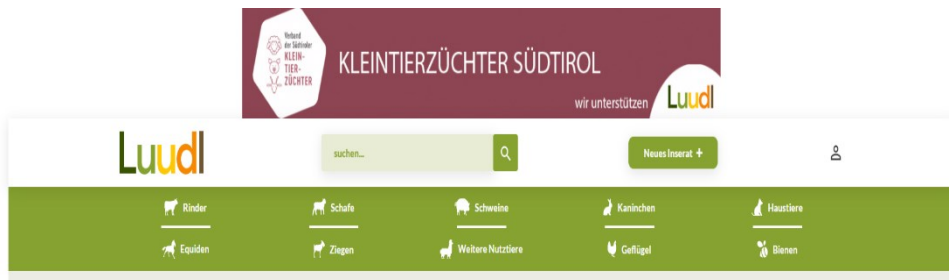 Verband
der Südtiroler
KLEIN-
TIER-
ZÜCHTER
KLEINTIERZÜCHTER SÜDTIROL
wir unterstützen
Luudl
Luudl
suchen...
Neues Inserat +
Rinder
Schafe
Schweine
Kaninchen
Haustiere
Equiden
Ziegen
Weitere Nutztiere
Geflügel
Bienen